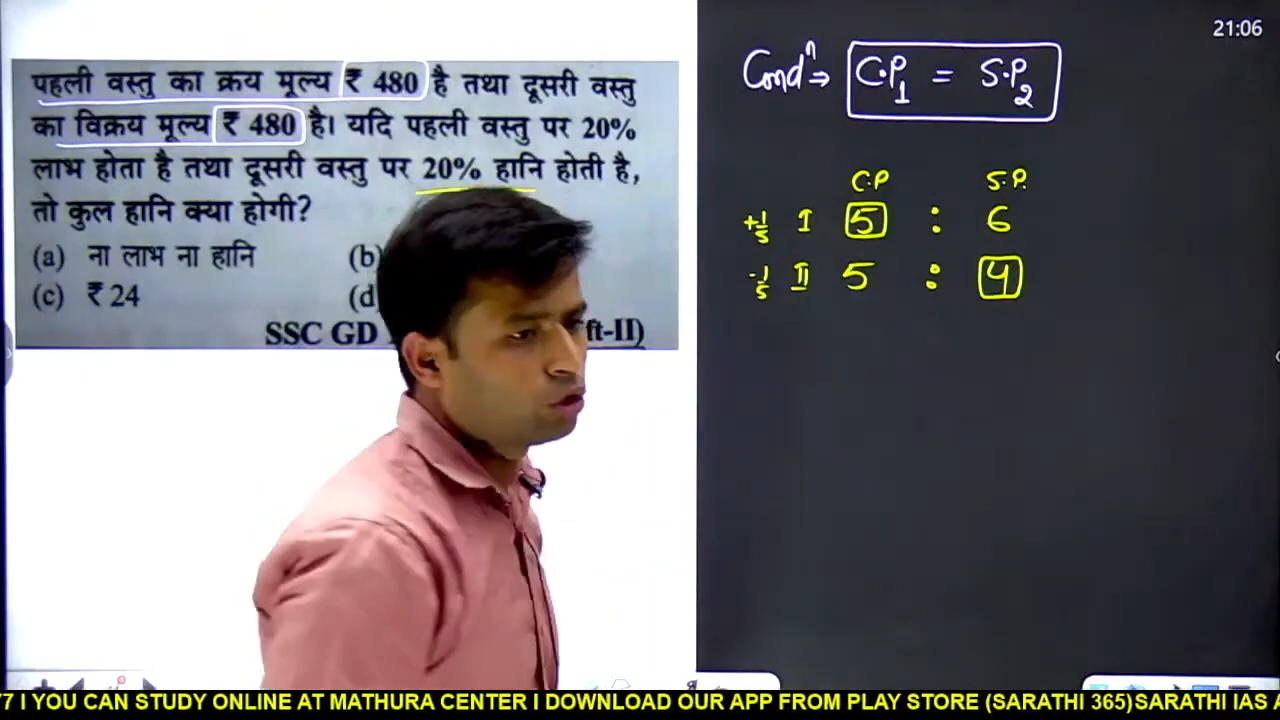 21:06
पहली वस्तु का क्रय मूल्य ₹ 480 है तथा दूसरी वस्तु
का विक्रय मूल्य ₹ 480 है। यदि पहली वस्तु पर 20%
लाभ होता है तथा दूसरी वस्तु पर 20% हानि होती है,
तो कुल हानि क्या होगी?
(a) ना लाभ ना हानि (b)
(c) ₹ 24 (d
SSC GD ft-II)
Condⁿ ⇒ C.P₁ = S.P₂
C.P S.P.
+1/5 I 5 : 6
-1/5 II 5 : 4
77 I YOU CAN STUDY ONLINE AT MATHURA CENTER I DOWNLOAD OUR APP FROM PLAY STORE (SARATHI 365)SARATHI IAS A